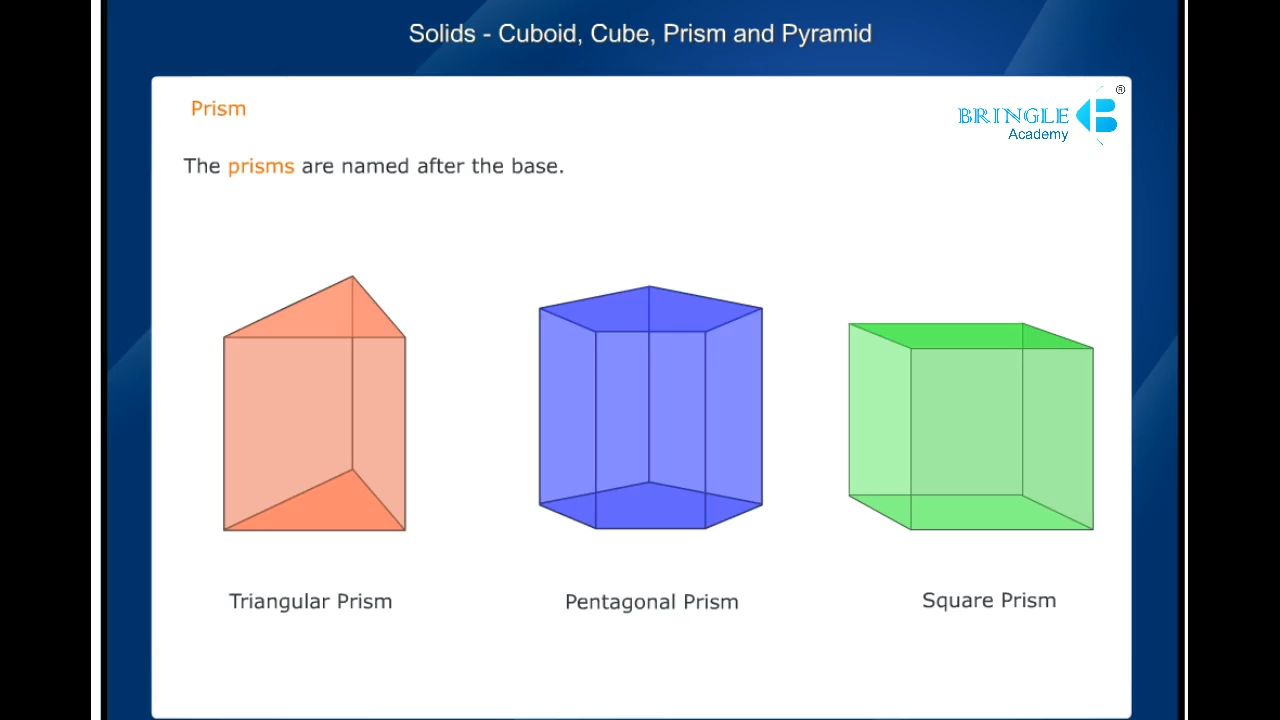 Solids - Cuboid, Cube, Prism and Pyramid
Prism
BRINGLE ®
Academy
The prisms are named after the base.
Triangular Prism
Pentagonal Prism
Square Prism